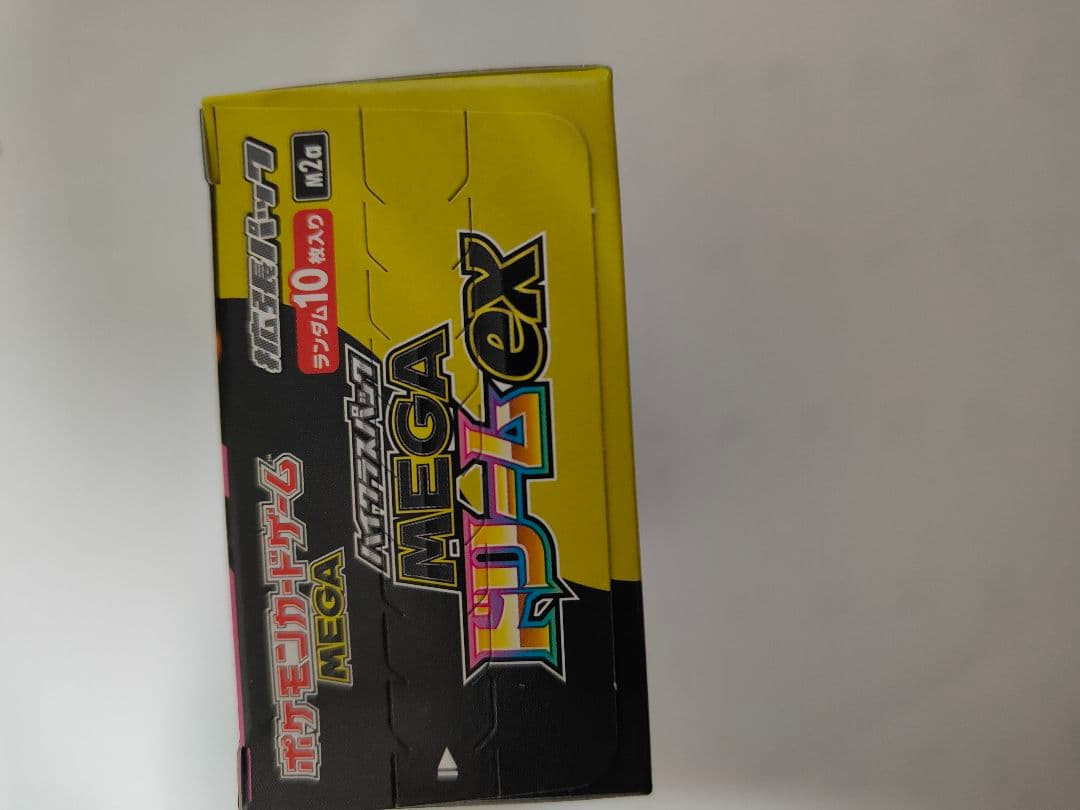 ポケモンカードゲーム™
MEGA
拡張パック
ランダム10枚入り
M2a
ハイクラスパック
MEGA
ドリームex